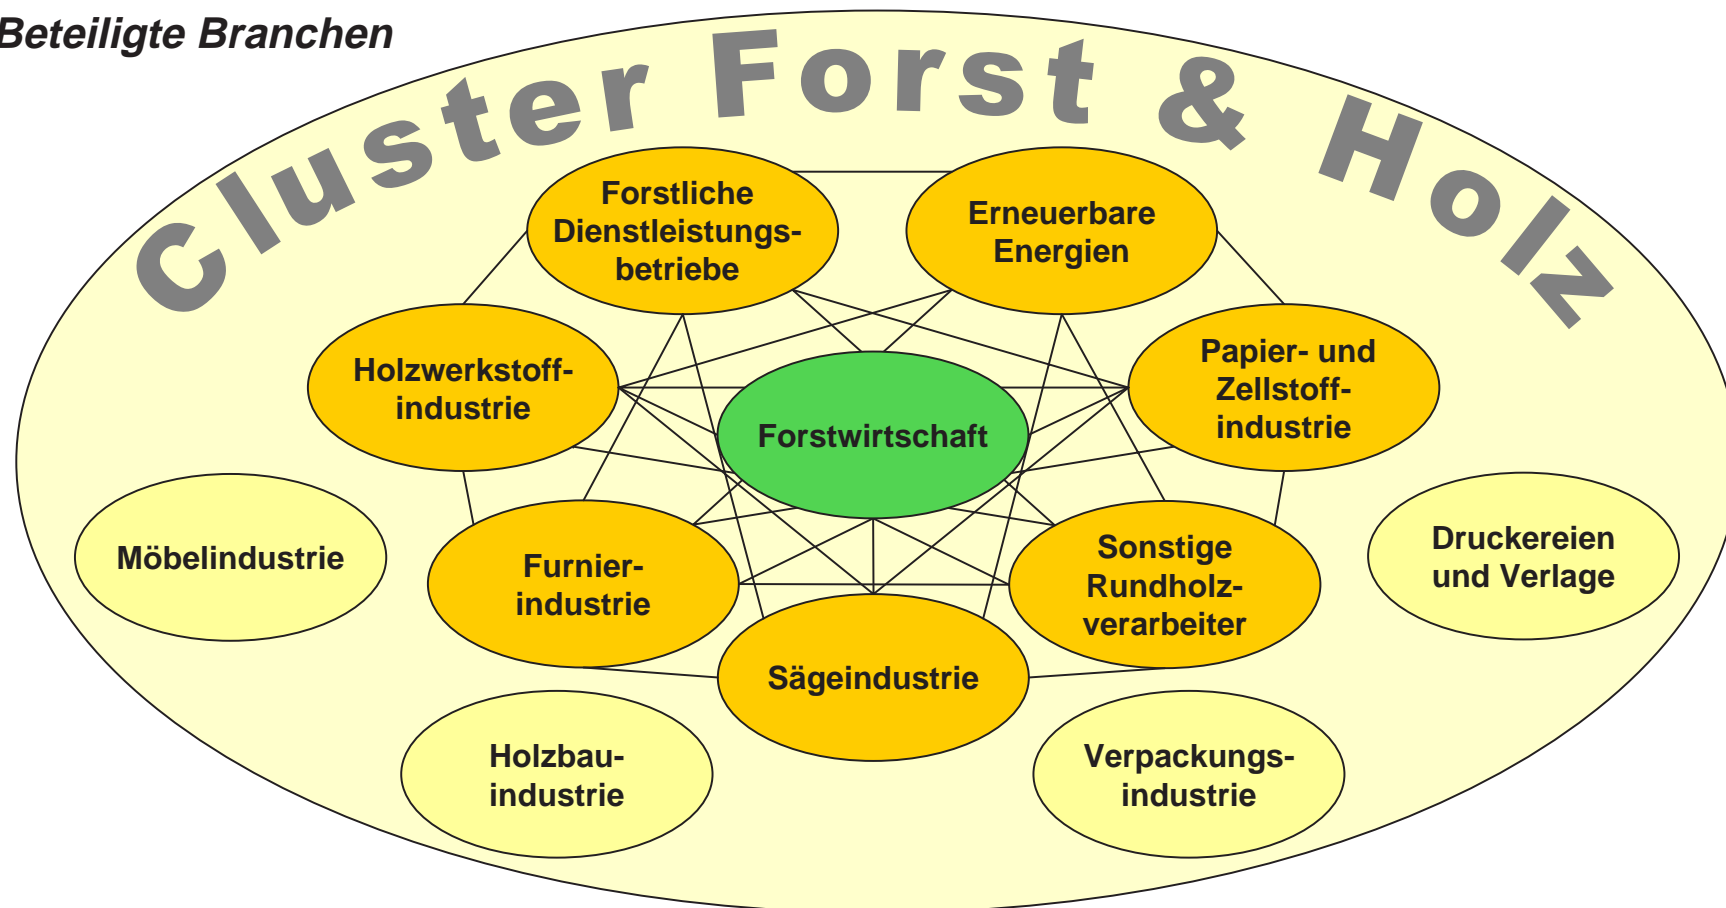 Beteiligte Branchen
Cluster Forst & Holz
Forstliche
Dienstleistungs-
betriebe
Erneuerbare
Energien
Holzwerkstoff-
industrie
Papier- und
Zellstoff-
industrie
Forstwirtschaft
Möbelindustrie
Furnier-
industrie
Sonstige
Rundholz-
verarbeiter
Druckereien
und Verlage
Sägeindustrie
Holzbau-
industrie
Verpackungs-
industrie